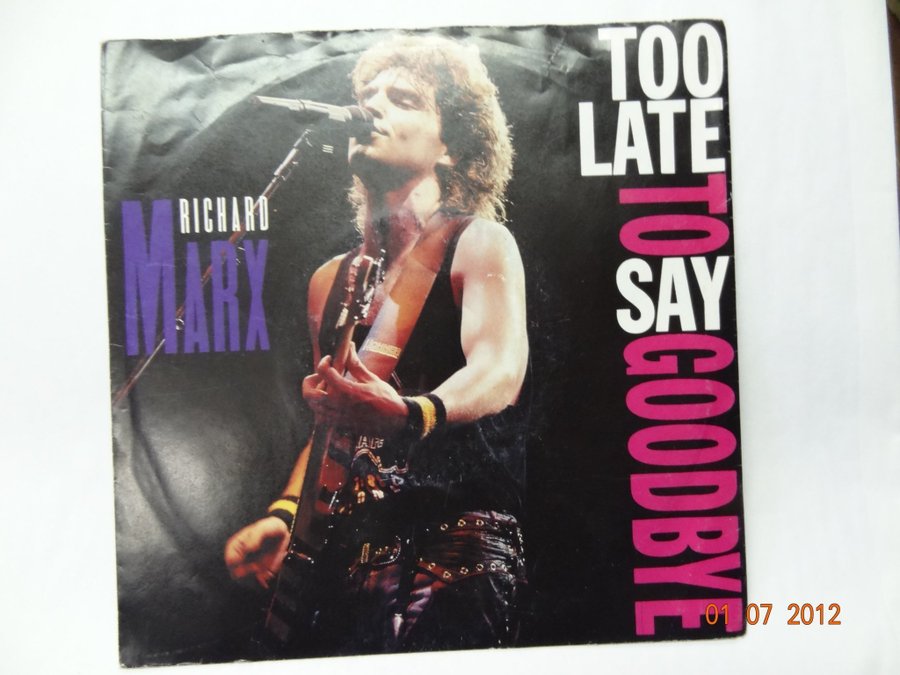 RICHARD
MARX
TOO
LATE
TO
SAY
GOODBYE
01 07 2012